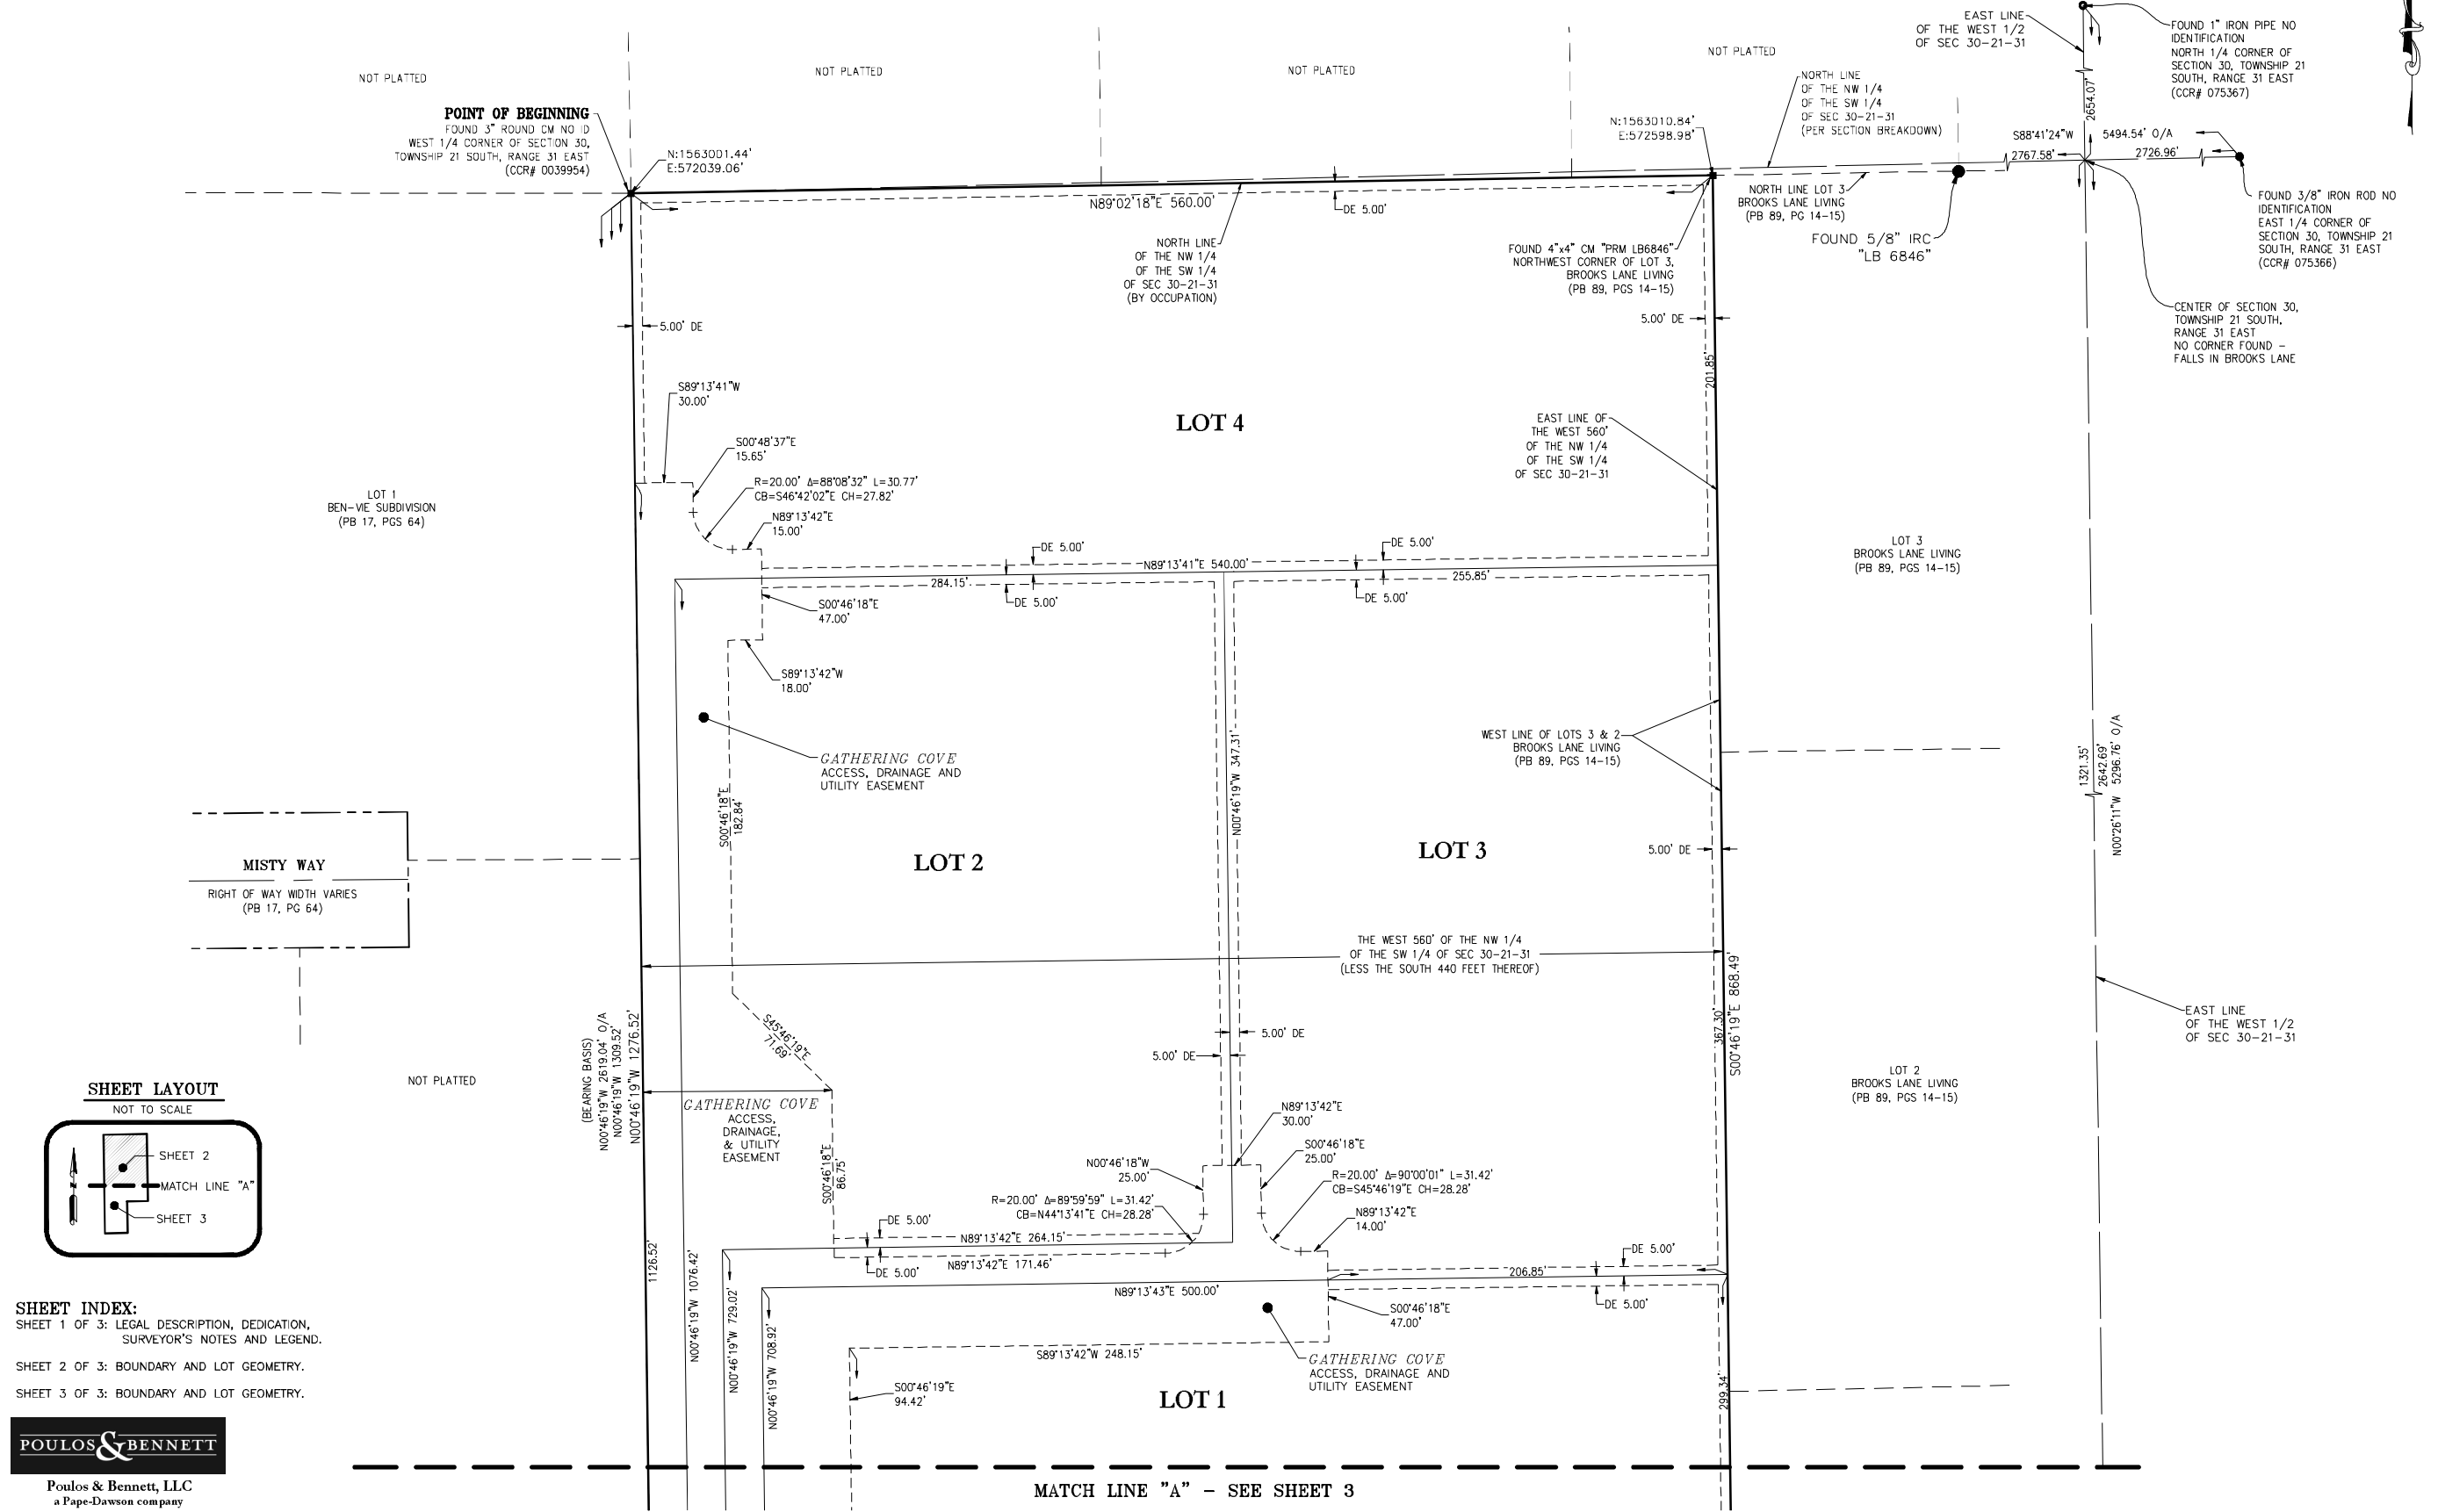 NOT PLATTED
NOT PLATTED
NOT PLATTED
NOT PLATTED
EAST LINE
OF THE WEST 1/2
OF SEC 30-21-31
FOUND 1" IRON PIPE NO
IDENTIFICATION
NORTH 1/4 CORNER OF
SECTION 30, TOWNSHIP 21
SOUTH, RANGE 31 EAST
(CCR# 075367)
2654.07'
POINT OF BEGINNING
FOUND 3" ROUND CM NO ID
WEST 1/4 CORNER OF SECTION 30,
TOWNSHIP 21 SOUTH, RANGE 31 EAST
(CCR# 0039954)
N:1563001.44'
E:572039.06'
N:1563010.84'
E:572598.98'
NORTH LINE
OF THE NW 1/4
OF THE SW 1/4
OF SEC 30-21-31
(PER SECTION BREAKDOWN)
S88°41'24"W
5494.54' O/A
2767.58'
2726.96'
N89°02'18"E 560.00'
DE 5.00'
NORTH LINE LOT 3
BROOKS LANE LIVING
(PB 89, PG 14-15)
FOUND 5/8" IRC
"LB 6846"
FOUND 3/8" IRON ROD NO
IDENTIFICATION
EAST 1/4 CORNER OF
SECTION 30, TOWNSHIP 21
SOUTH, RANGE 31 EAST
(CCR# 075366)
NORTH LINE
OF THE NW 1/4
OF THE SW 1/4
OF SEC 30-21-31
(BY OCCUPATION)
FOUND 4"x4" CM "PRM LB6846"
NORTHWEST CORNER OF LOT 3,
BROOKS LANE LIVING
(PB 89, PGS 14-15)
CENTER OF SECTION 30,
TOWNSHIP 21 SOUTH,
RANGE 31 EAST
NO CORNER FOUND -
FALLS IN BROOKS LANE
5.00' DE
5.00' DE
201.85'
S89°13'41"W
30.00'
LOT 4
EAST LINE OF
THE WEST 560'
OF THE NW 1/4
OF THE SW 1/4
OF SEC 30-21-31
S00°48'37"E
15.65'
R=20.00' Δ=88°08'32" L=30.77'
CB=S46°42'02"E CH=27.82'
N89°13'42"E
15.00'
LOT 1
BEN-VIE SUBDIVISION
(PB 17, PGS 64)
LOT 3
BROOKS LANE LIVING
(PB 89, PGS 14-15)
DE 5.00'
DE 5.00'
N89°13'41"E 540.00'
284.15'
255.85'
DE 5.00'
DE 5.00'
S00°46'18"E
47.00'
S89°13'42"W
18.00'
GATHERING COVE
ACCESS, DRAINAGE AND
UTILITY EASEMENT
S00°46'18"E
182.84'
N00°46'19"W 347.31'
WEST LINE OF LOTS 3 & 2
BROOKS LANE LIVING
(PB 89, PGS 14-15)
1321.35'
2642.69'
N00°26'11"W 5296.76' O/A
MISTY WAY
RIGHT OF WAY WIDTH VARIES
(PB 17, PG 64)
LOT 2
LOT 3
5.00' DE
THE WEST 560' OF THE NW 1/4
OF THE SW 1/4 OF SEC 30-21-31
(LESS THE SOUTH 440 FEET THEREOF)
367.30'
S00°46'19"E 868.49'
EAST LINE
OF THE WEST 1/2
OF SEC 30-21-31
S45°46'19"E
71.69'
(BEARING BASIS)
N00°46'19"W 2619.04' O/A
N00°46'19"W 1309.52'
N00°46'19"W 1276.52'
5.00' DE
5.00' DE
NOT PLATTED
LOT 2
BROOKS LANE LIVING
(PB 89, PGS 14-15)
GATHERING COVE
ACCESS,
DRAINAGE,
& UTILITY
EASEMENT
S00°46'18"E
86.75'
N89°13'42"E
30.00'
S00°46'18"E
25.00'
N00°46'18"W
25.00'
R=20.00' Δ=90°00'01" L=31.42'
CB=S45°46'19"E CH=28.28'
R=20.00' Δ=89°59'59" L=31.42'
CB=N44°13'41"E CH=28.28'
N89°13'42"E
14.00'
DE 5.00'
N89°13'42"E 264.15'
N89°13'42"E 171.46'
DE 5.00'
DE 5.00'
206.85'
DE 5.00'
N89°13'43"E 500.00'
S00°46'18"E
47.00'
1126.52'
N00°46'19"W 1076.42'
N00°46'19"W 729.02'
N00°46'19"W 708.92'
S89°13'42"W 248.15'
GATHERING COVE
ACCESS, DRAINAGE AND
UTILITY EASEMENT
S00°46'19"E
94.42'
LOT 1
299.34'
SHEET LAYOUT
NOT TO SCALE
SHEET 2
MATCH LINE "A"
SHEET 3
SHEET INDEX:
SHEET 1 OF 3: LEGAL DESCRIPTION, DEDICATION,
SURVEYOR'S NOTES AND LEGEND.
SHEET 2 OF 3: BOUNDARY AND LOT GEOMETRY.
SHEET 3 OF 3: BOUNDARY AND LOT GEOMETRY.
POULOS & BENNETT
Poulos & Bennett, LLC
a Pape-Dawson company
MATCH LINE "A" - SEE SHEET 3